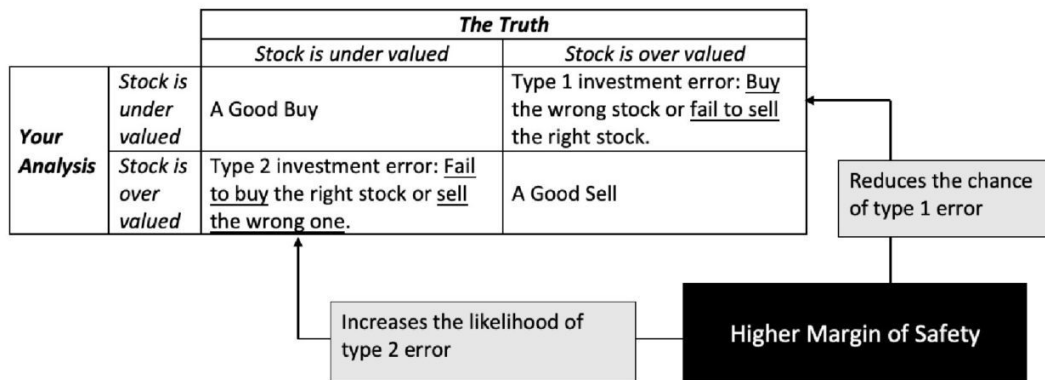 The Truth
Stock is under valued
Stock is over valued
Your
Analysis
Stock is
under
valued
A Good Buy
Type 1 investment error: Buy
the wrong stock or fail to sell
the right stock.
Stock is
over
valued
Type 2 investment error: Fail
to buy the right stock or sell
the wrong one.
A Good Sell
Reduces the chance
of type 1 error
Increases the likelihood of
type 2 error
Higher Margin of Safety